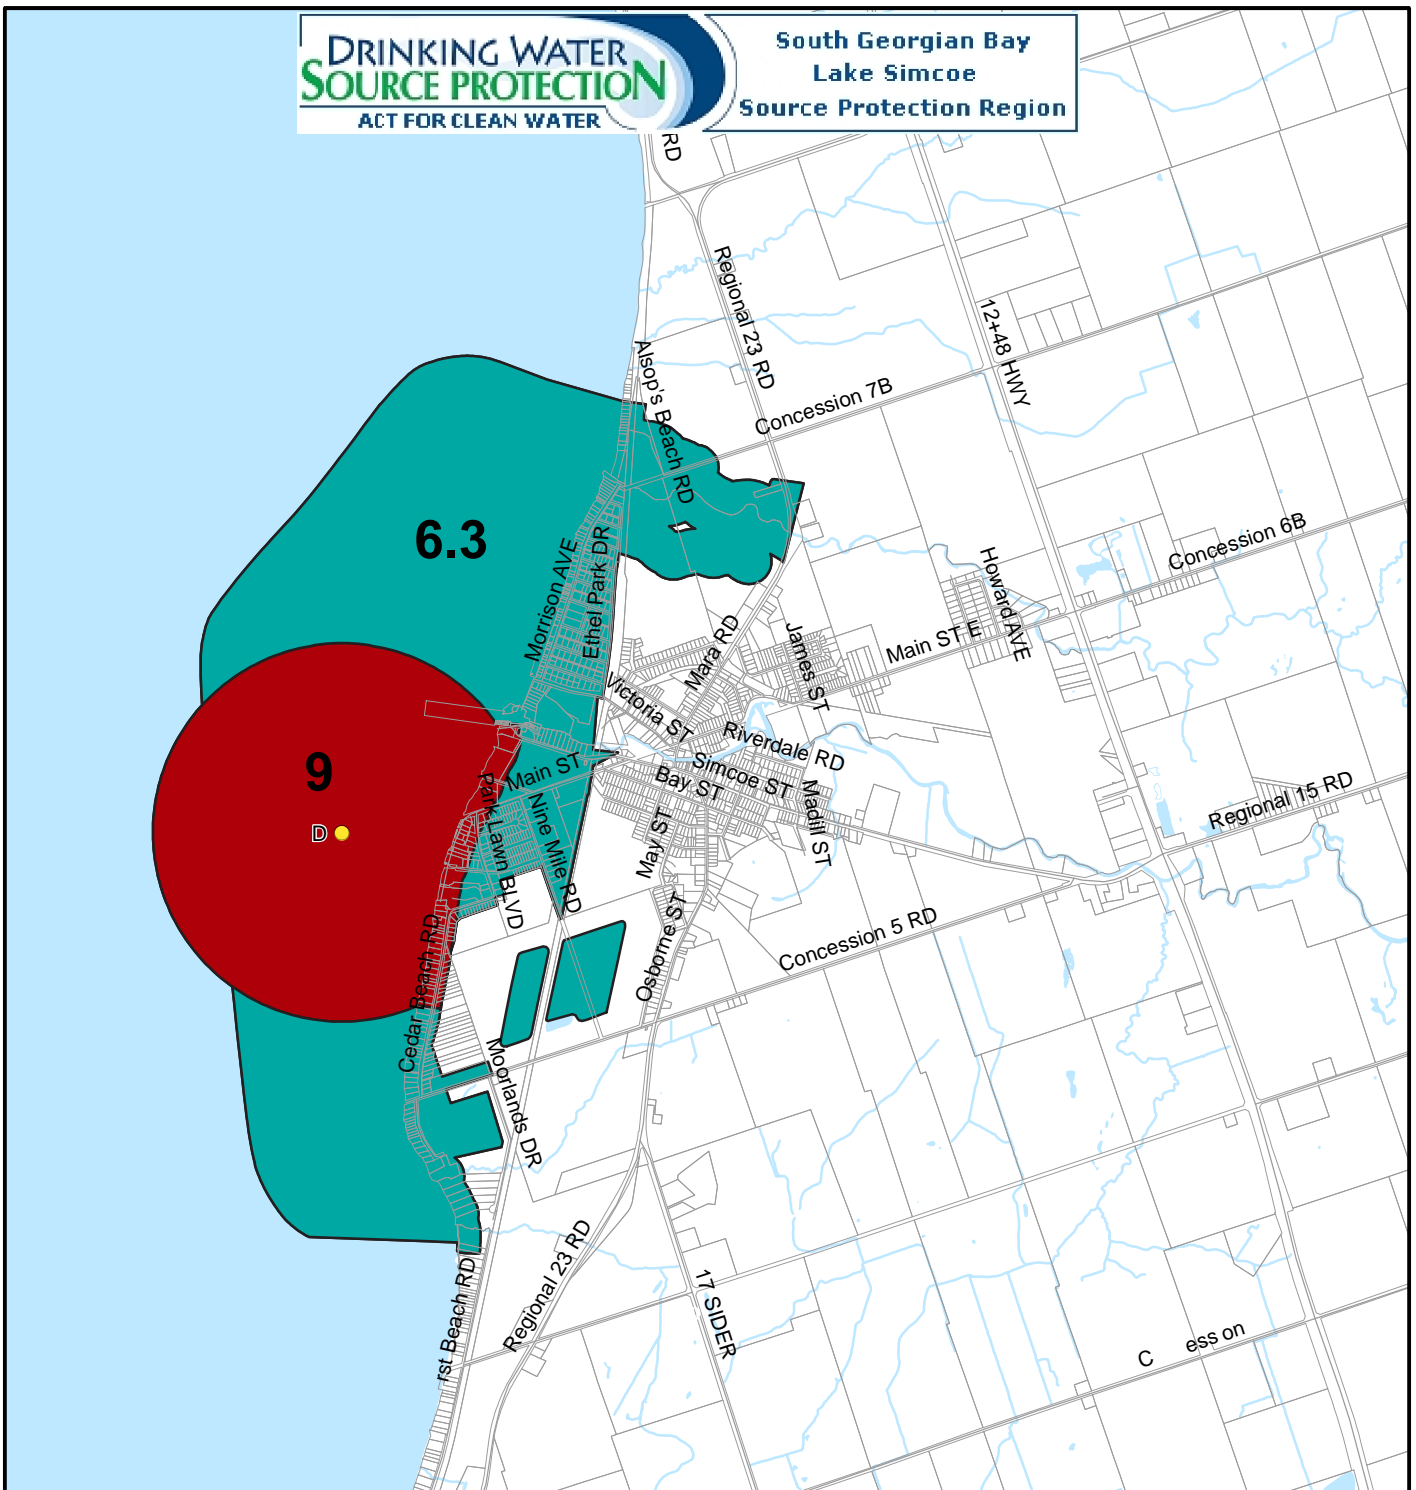 DRINKING WATER
SOURCE PROTECTION
ACT FOR CLEAN WATER
South Georgian Bay
Lake Simcoe
Source Protection Region
RD
Regional 23 RD
12+48 HWY
Alsop's Beach RD
Concession 7B
6.3
Concession 6B
Morrison AVE
Ethel Park DR
Howard AVE
Mara RD
James ST
Main ST E
Victoria ST
Riverdale RD
9
Main ST
Simcoe ST
Bay ST
Park Lawn BLVD
Nine Mile RD
Madill ST
Regional 15 RD
D
May ST
Cedar Beach RD
Osborne ST
Concession 5 RD
Moorlands DR
Regional 23 RD
rst Beach RD
17 SIDER
C ess on